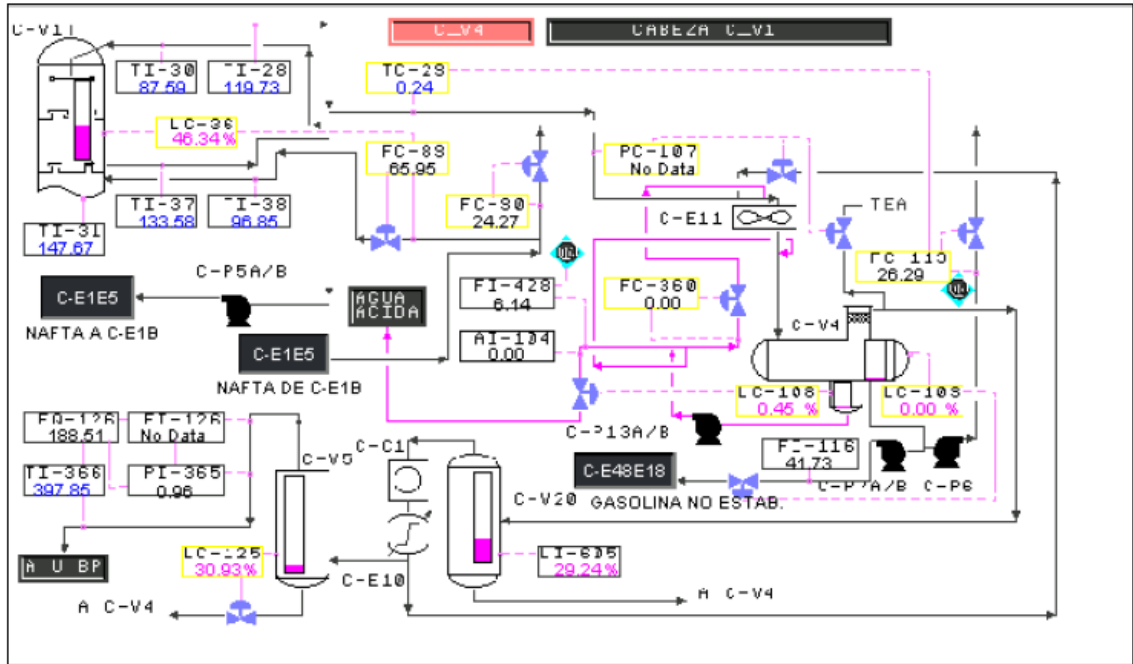 C_V4
CABEZA C_V1
TI-30
87.59
TI-28
119.73
TC-29
0.24
LC-36
46.34 %
FC-89
65.95
PC-107
No Data
TI-37
133.58
TI-38
96.85
FC-90
24.27
C-E11
TEA
TI-31
147.67
26.29
C-P5A/B
C-E1E5
NAFTA A C-E1B
AGUA
ACIDA
FI-428
6.14
FC-360
0.00
C-V4
C-E1E5
NAFTA DE C-E1B
AI-104
0.00
LC-108
0.45 %
LC-109
0.00 %
C-P13A/B
FQ-126
188.51
FI-126
No Data
C-C1
C-V5
FI-116
41.73
TI-366
397.85
PI-365
0.96
C-E48E18
GASOLINA NO ESTAB.
C-P7A/B
C-P6
C-V20
A U BP
LC-125
30.93 %
C-E10
LI-605
29.24 %
A C-V4
A C-V4